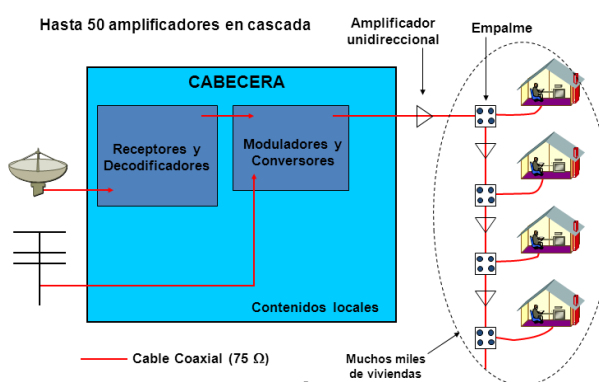 Hasta 50 amplificadores en cascada
Amplificador
unidireccional
Empalme
CABECERA
Receptores y
Decodificadores
Moduladores y
Conversores
Contenidos locales
Cable Coaxial (75 Ω)
Muchos miles
de viviendas